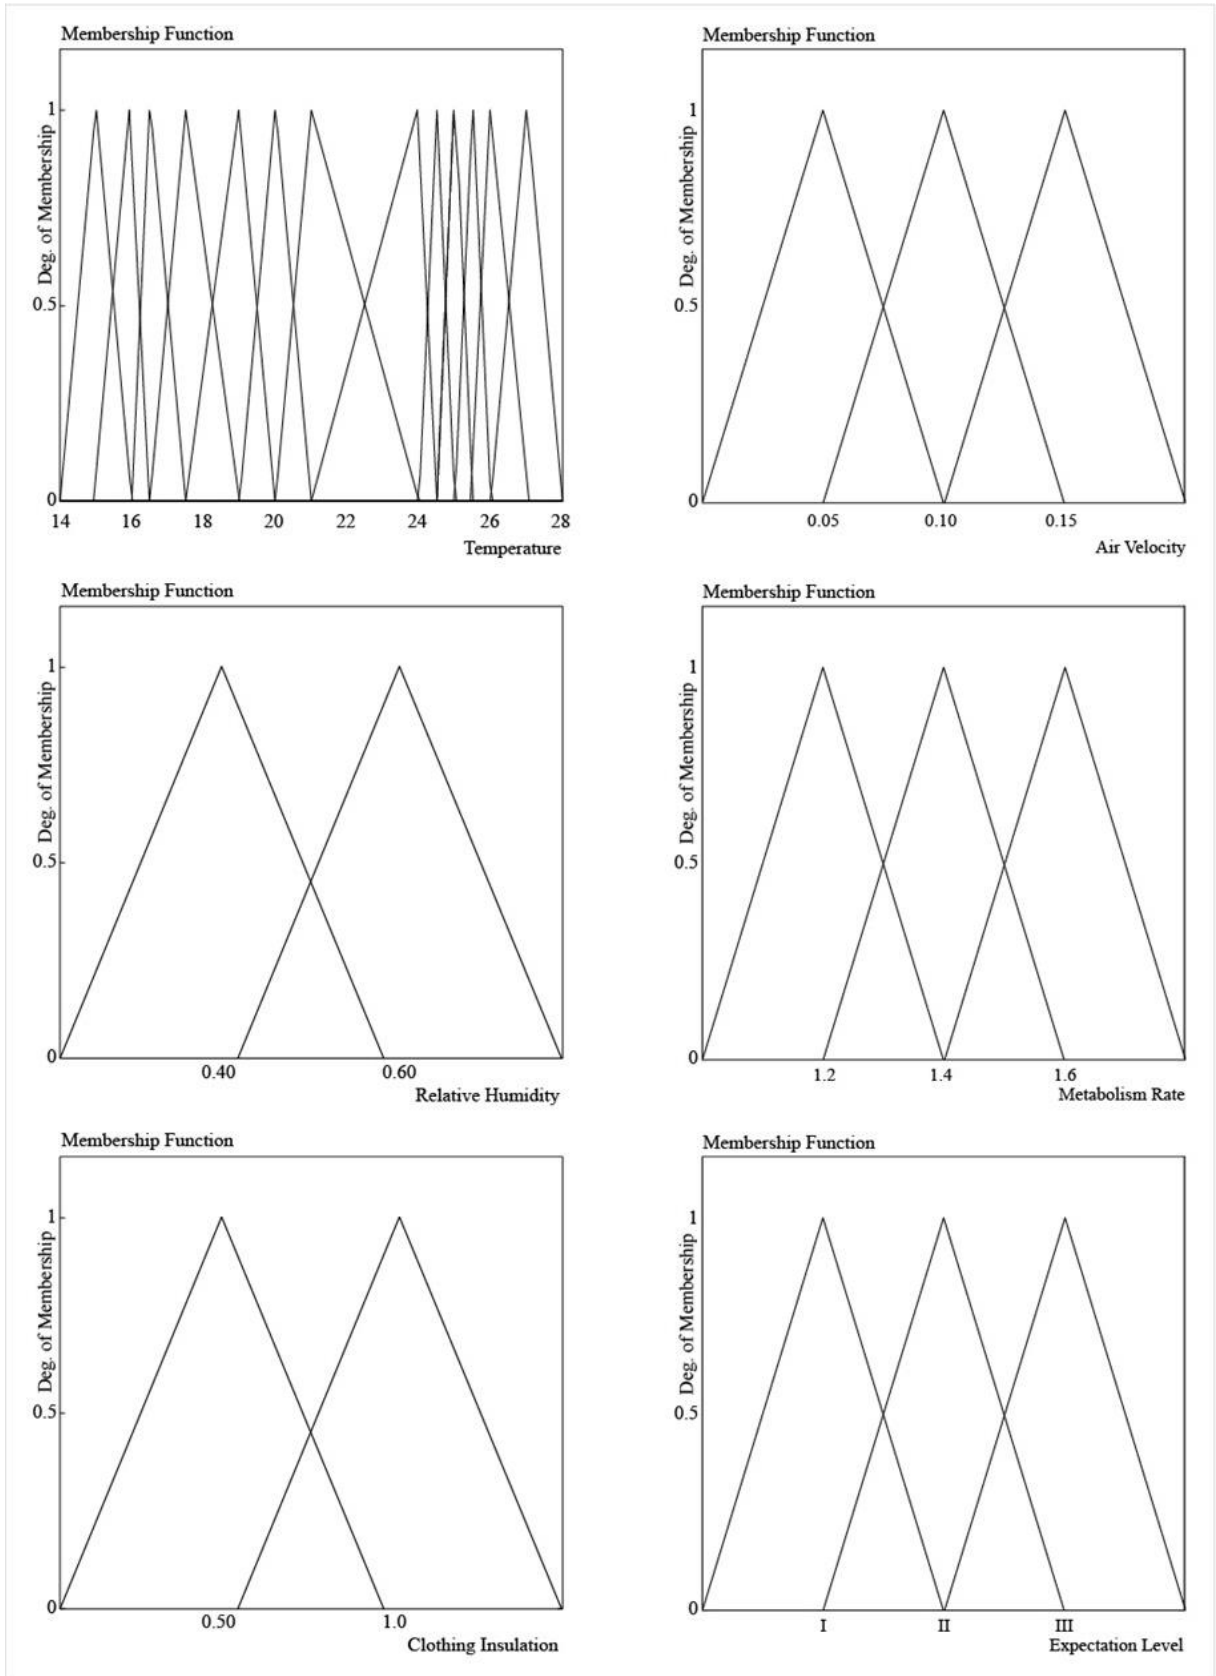 Membership Function
Deg. of Membership
1
0.5
0
14 16 18 20 22 24 26 28
Temperature
Membership Function
Deg. of Membership
1
0.5
0
0.05 0.10 0.15
Air Velocity
Membership Function
Deg. of Membership
1
0.5
0
0.40 0.60
Relative Humidity
Membership Function
Deg. of Membership
1
0.5
0
1.2 1.4 1.6
Metabolism Rate
Membership Function
Deg. of Membership
1
0.5
0
0.50 1.0
Clothing Insulation
Membership Function
Deg. of Membership
1
0.5
0
I II III
Expectation Level